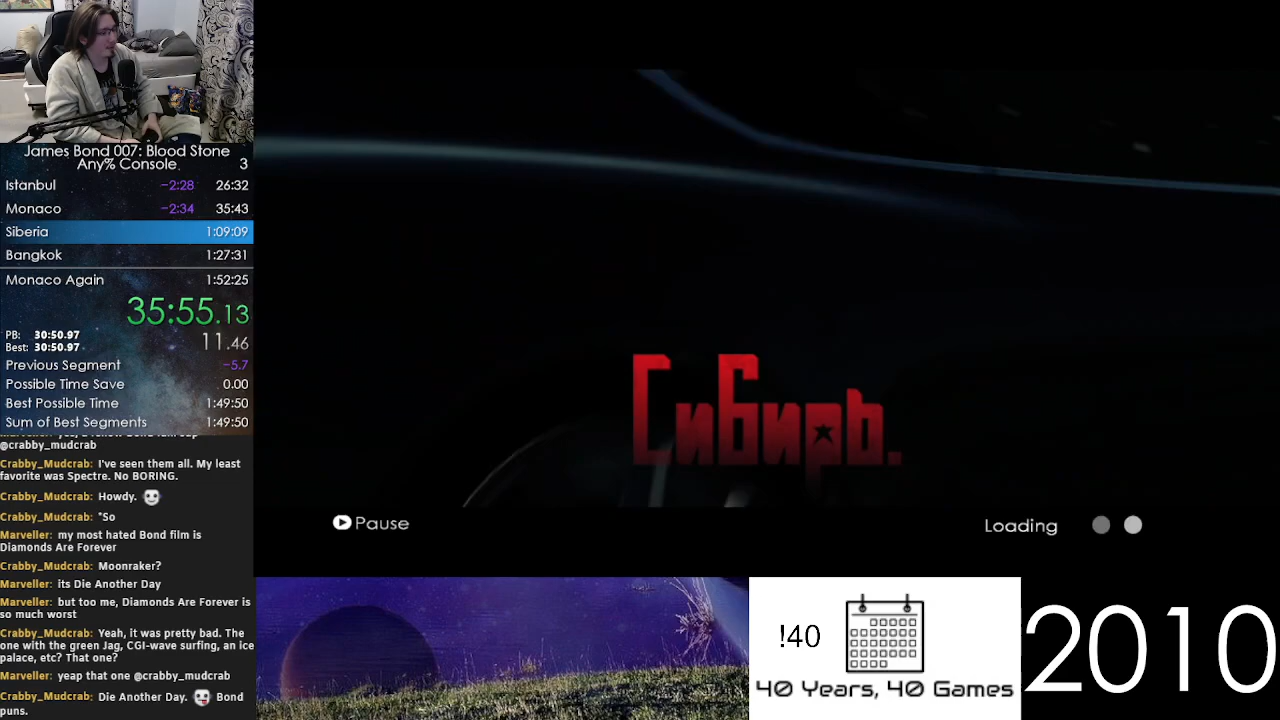 James Bond 007: Blood Stone
Any% Console 3
Istanbul −2:28 26:32
Monaco −2:34 35:43
Siberia 1:09:09
Bangkok 1:27:31
Monaco Again 1:52:25
35:55.13
PB: 30:50.97
Best: 30:50.97
11.46
Previous Segment −5.7
Possible Time Save 0.00
Best Possible Time 1:49:50
Sum of Best Segments 1:49:50
@crabby_mudcrab
Crabby_Mudcrab: I've seen them all. My least
favorite was Spectre. No BORING.
Crabby_Mudcrab: Howdy.
Crabby_Mudcrab: *So
Marveller: my most hated Bond film is
Diamonds Are Forever
Crabby_Mudcrab: Moonraker?
Marveller: its Die Another Day
Marveller: but too me, Diamonds Are Forever is
so much worst
Crabby_Mudcrab: Yeah, it was pretty bad. The
one with the green Jag, CGI-wave surfing, an ice
palace, etc? That one?
Marveller: yeap that one @crabby_mudcrab
Crabby_Mudcrab: Die Another Day. Bond
puns.
Сибирь.
Pause
Loading
!40
40 Years, 40 Games
2010